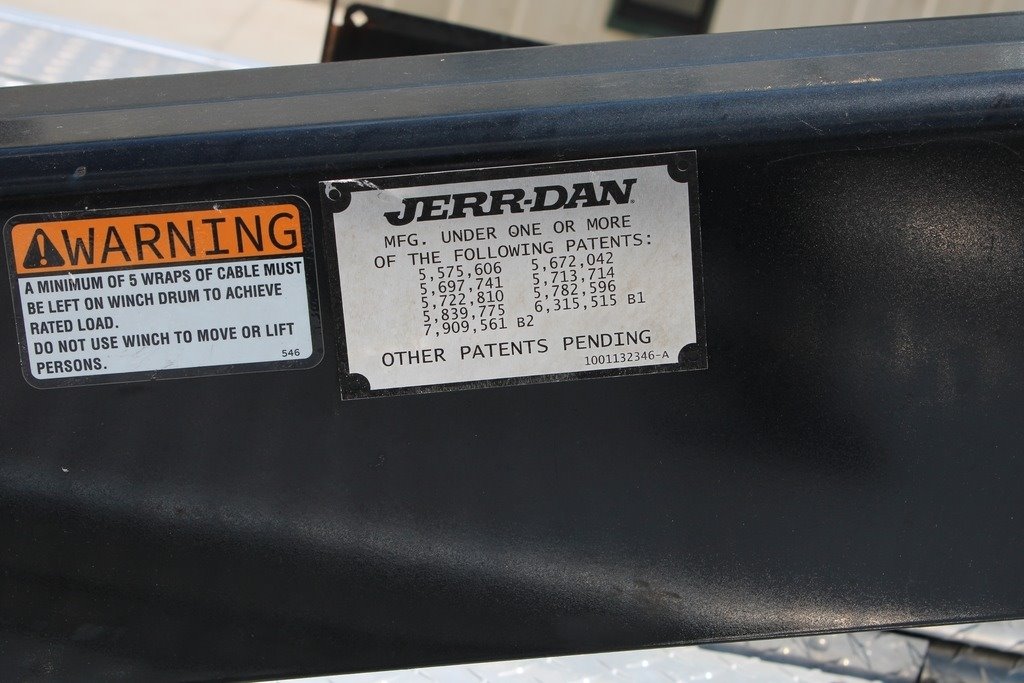 WARNING
A MINIMUM OF 5 WRAPS OF CABLE MUST
BE LEFT ON WINCH DRUM TO ACHIEVE
RATED LOAD.
DO NOT USE WINCH TO MOVE OR LIFT
PERSONS.
546
JERR-DAN®
MFG. UNDER ONE OR MORE
OF THE FOLLOWING PATENTS:
5,575,606 5,672,042
5,697,741 5,713,714
5,722,810 5,782,596
5,839,775 6,315,515 B1
7,909,561 B2
OTHER PATENTS PENDING
1001132346-A